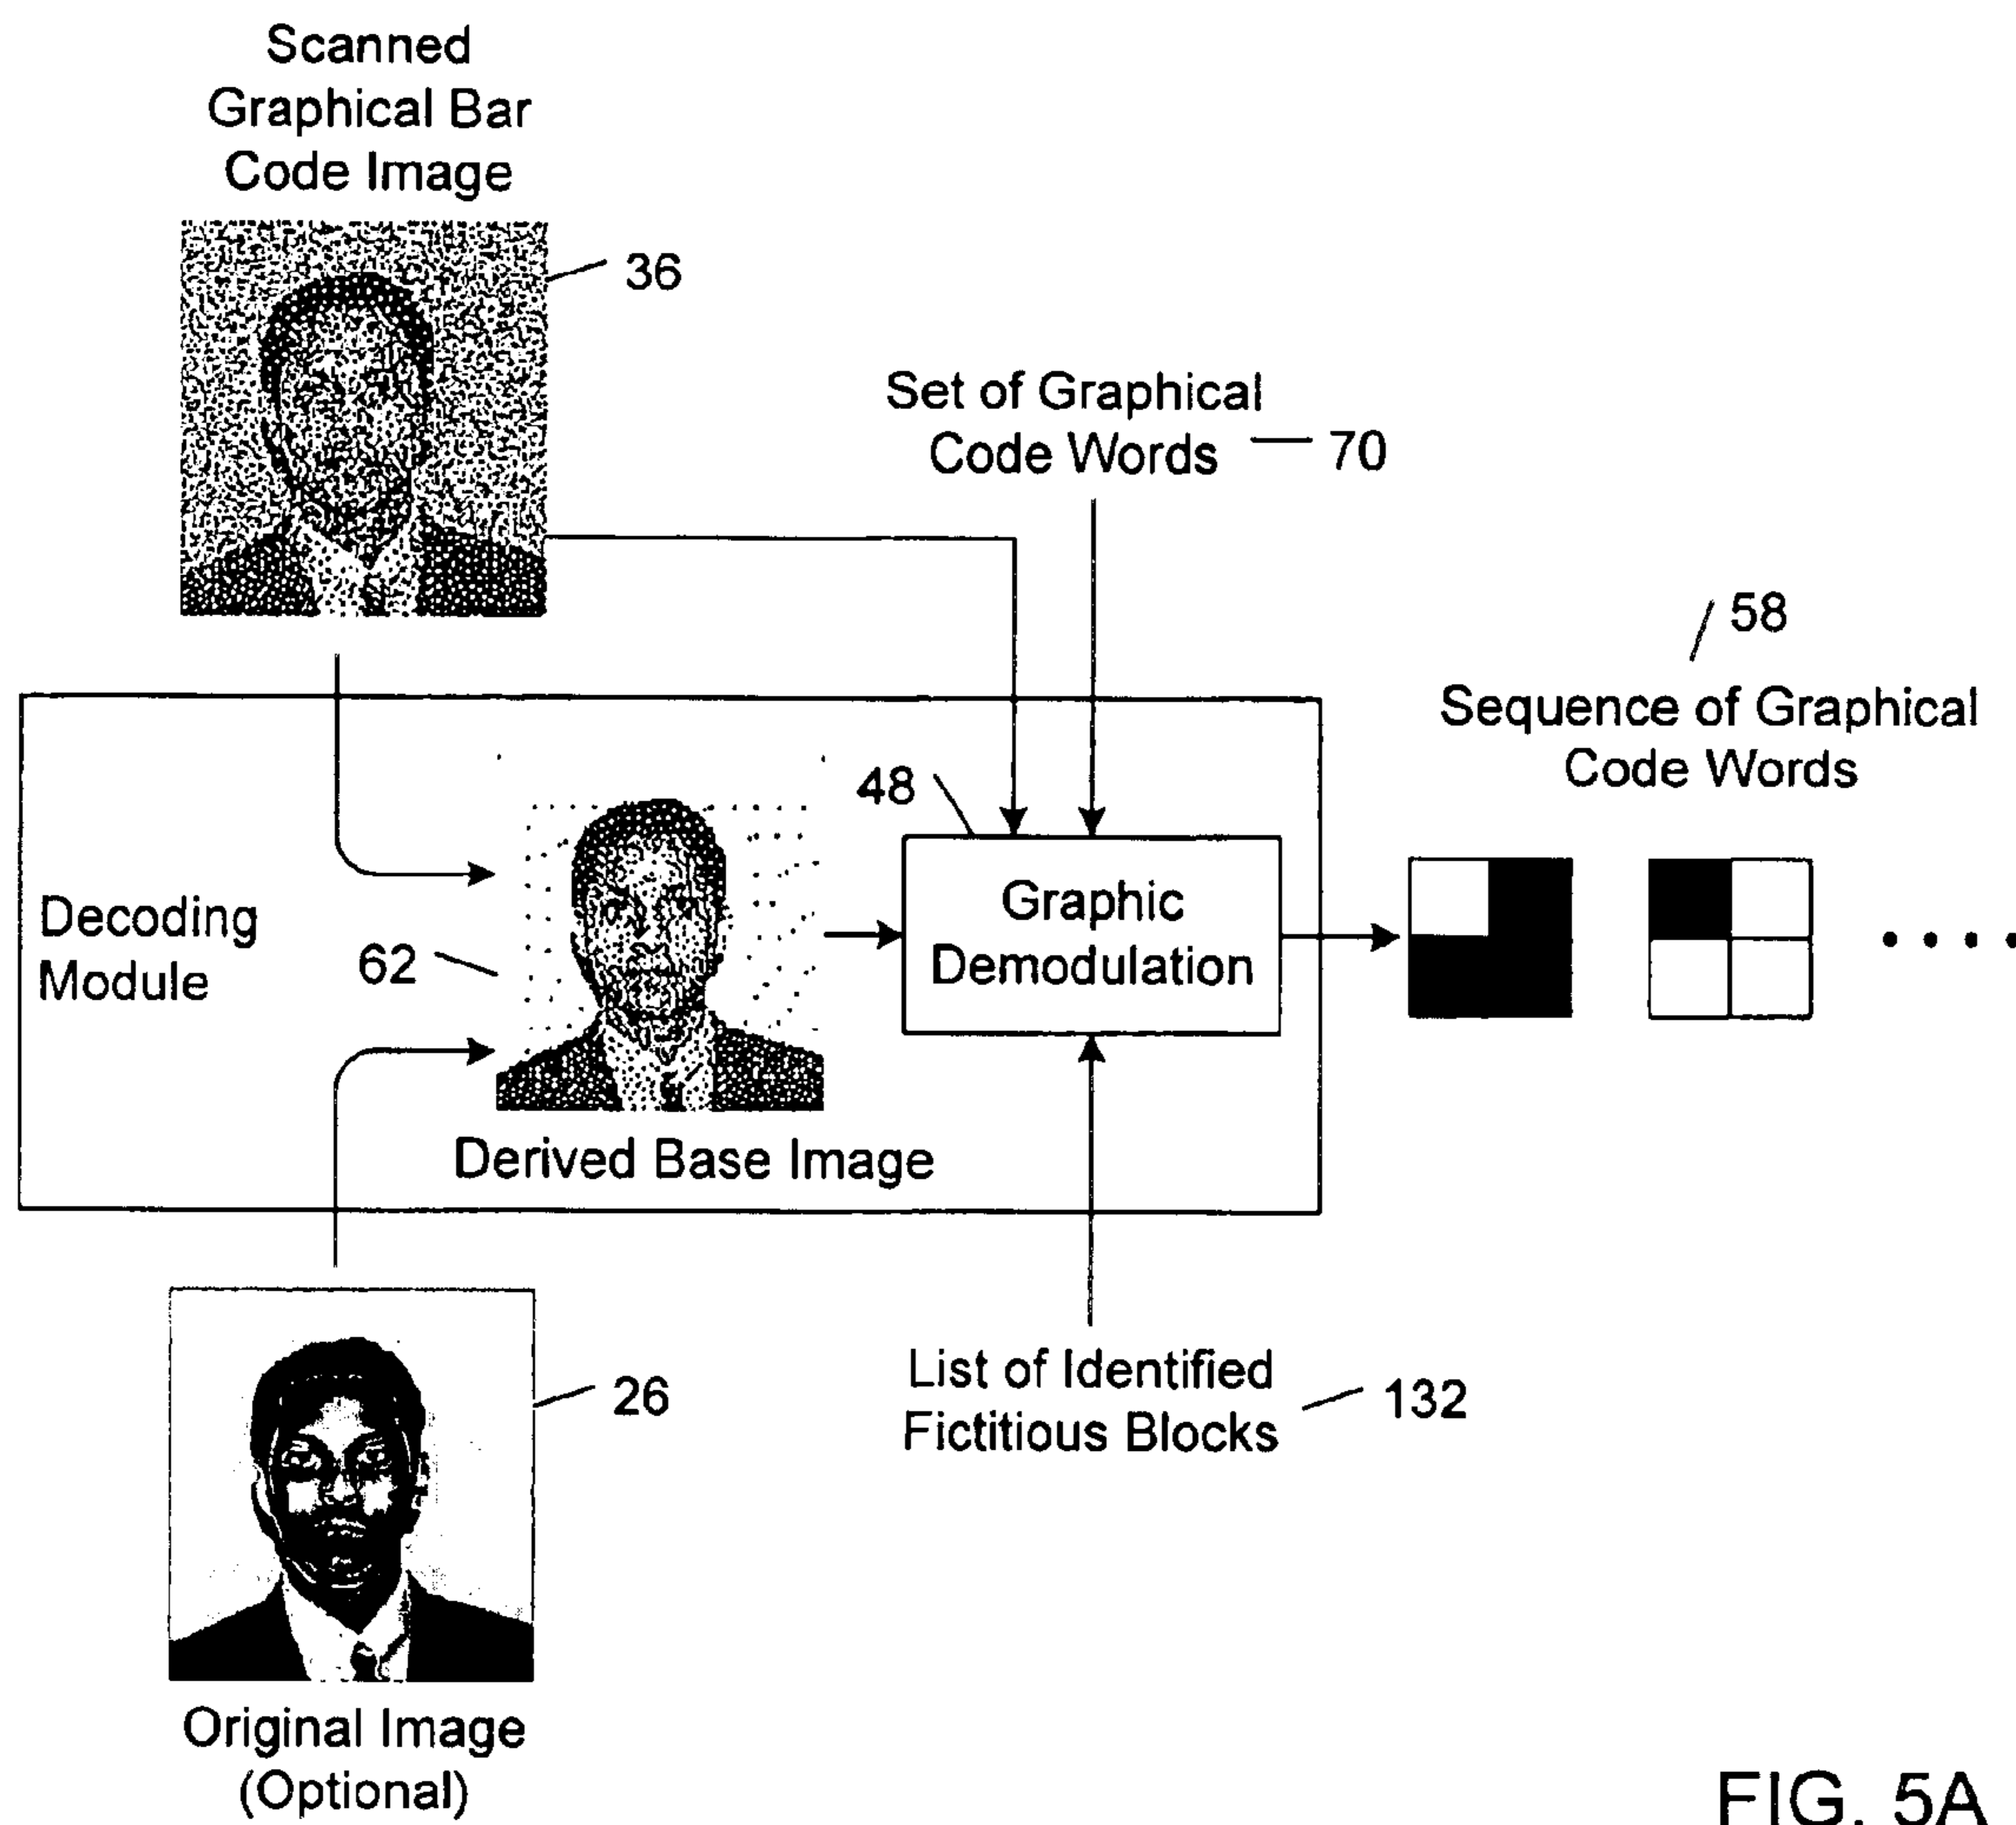 Scanned
Graphical Bar
Code Image
36
Set of Graphical
Code Words
70
58
Sequence of Graphical
Code Words
48
Graphic
Demodulation
Decoding
Module
62
Derived Base Image
List of Identified
Fictitious Blocks
132
26
Original Image
(Optional)
FIG. 5A